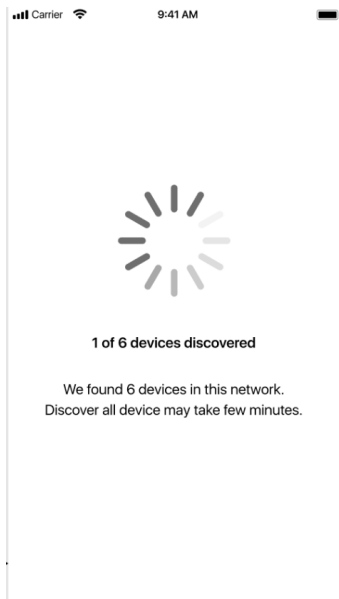 Carrier 9:41 AM
1 of 6 devices discovered
We found 6 devices in this network.
Discover all device may take few minutes.